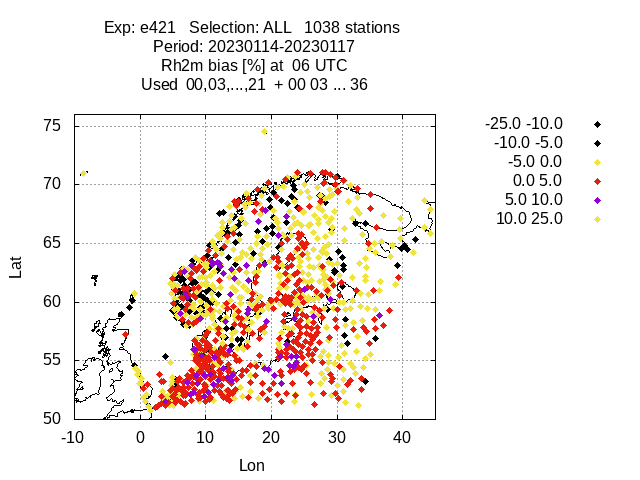 Exp: e421 Selection: ALL 1038 stations
Period: 20230114-20230117
Rh2m bias [%] at 06 UTC
Used 00,03,...,21 + 00 03 ... 36
-25.0 -10.0
-10.0 -5.0
-5.0 0.0
0.0 5.0
5.0 10.0
10.0 25.0
75
70
65
60
55
50
Lat
-10 0 10 20 30 40
Lon